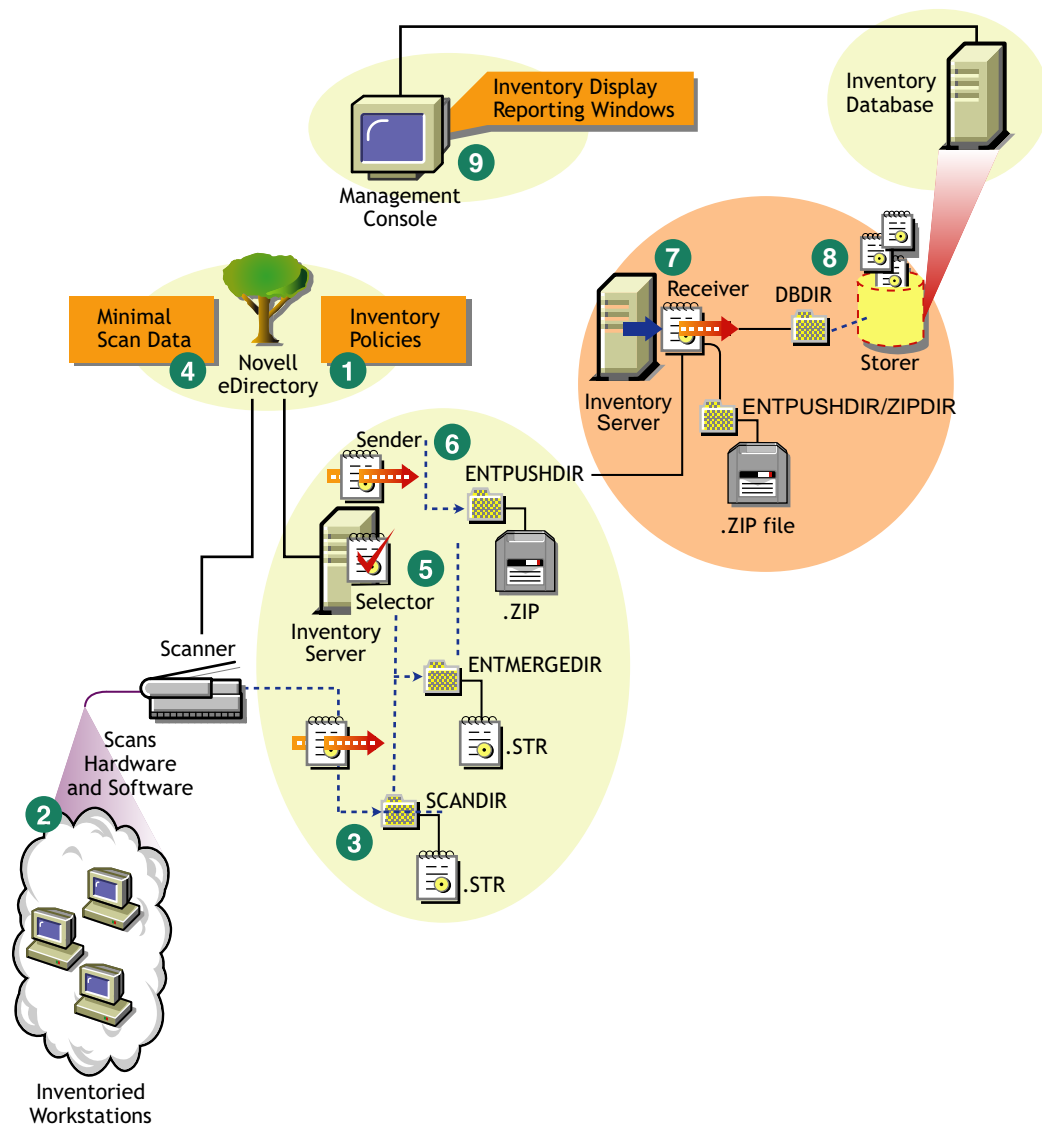 Inventory Display
Reporting Windows
Inventory
Database
9
Management
Console
7
Receiver
8
DBDIR
Storer
Inventory
Server
ENTPUSHDIR/ZIPDIR
.ZIP file
Minimal
Scan Data
4
Novell
eDirectory
Inventory
Policies
1
Sender
6
ENTPUSHDIR
.ZIP
5
Selector
Inventory
Server
Scanner
ENTMERGEDIR
.STR
Scans
Hardware
and Software
SCANDIR
3
.STR
2
Inventoried
Workstations